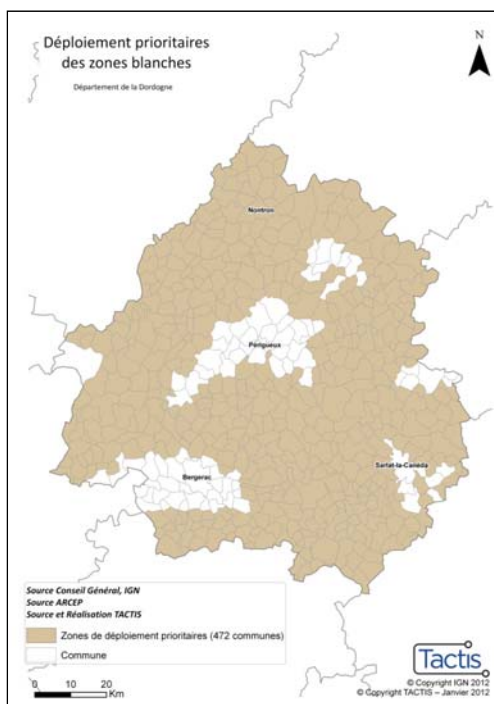 Déploiement prioritaires
des zones blanches
Département de la Dordogne
N
Nontron
Périgueux
Bergerac
Sarlat-la-Canéda
Source Conseil Général, IGN
Source ARCEP
Source et Réalisation TACTIS
Zones de déploiement prioritaires (472 communes)
Commune
0 10 20
Km
Tactis
© Copyright IGN 2012
© Copyright TACTIS – Janvier 2012